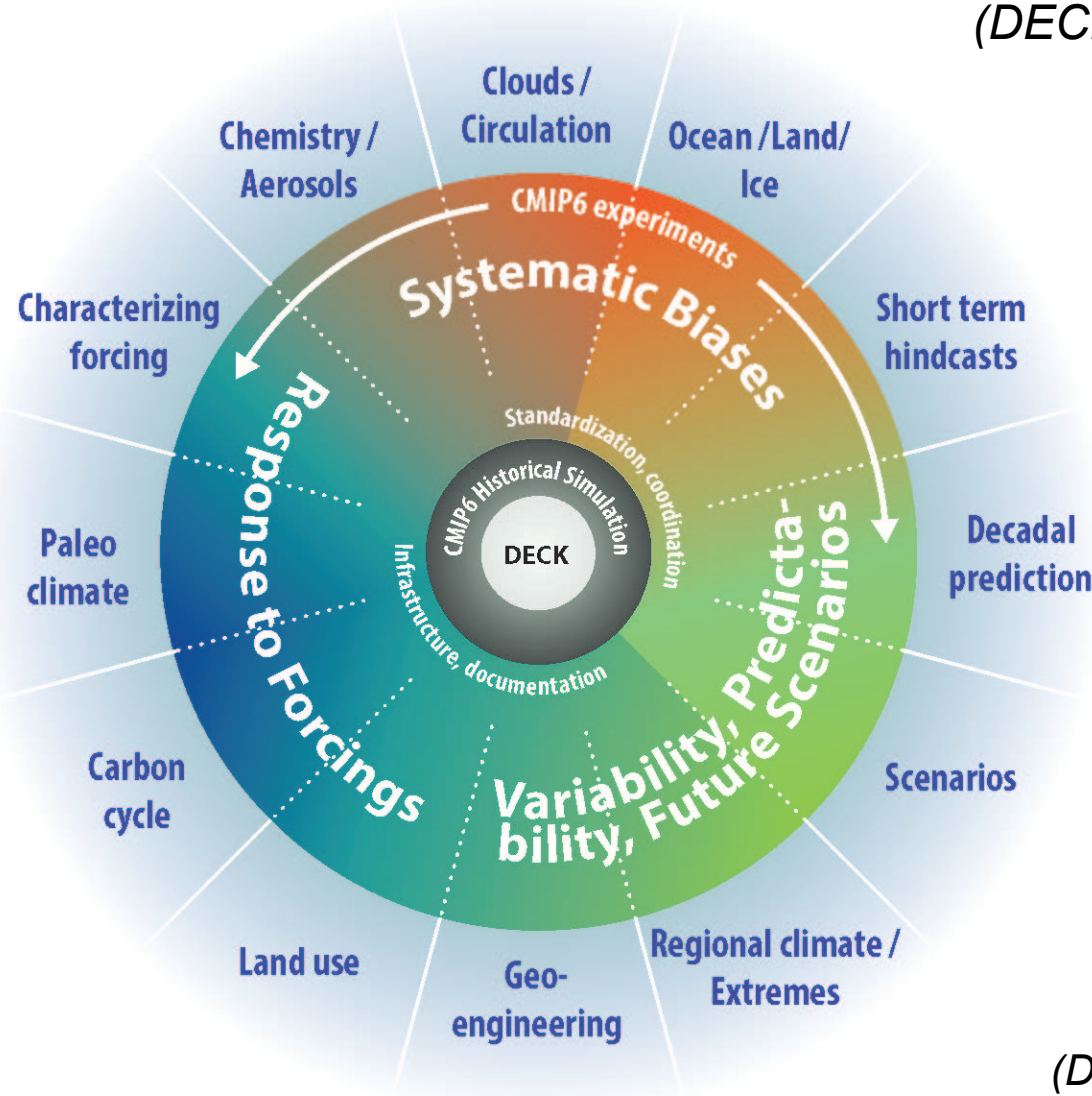 (DEC
Clouds /
Circulation
Chemistry /
Aerosols
Ocean /Land/
Ice
CMIP6 experiments
Systematic Biases
Characterizing
forcing
Short term
hindcasts
Standardization, coordination
CMIP6 Historical Simulation
DECK
Infrastructure, documentation
Response to Forcings
Variability, Predicta-
bility, Future Scenarios
Paleo
climate
Decadal
prediction
Carbon
cycle
Scenarios
Land use
Geo-
engineering
Regional climate /
Extremes
(D